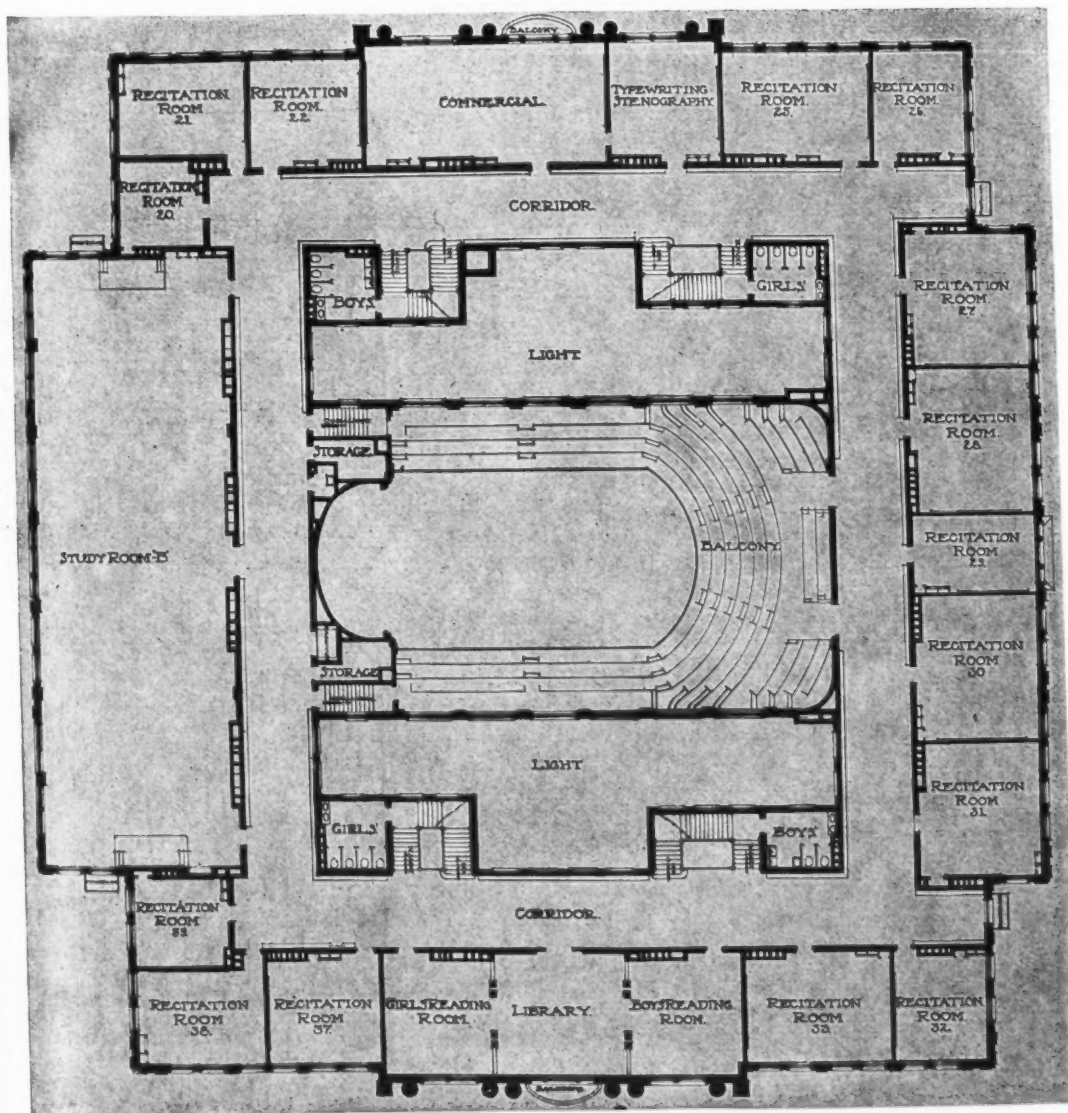 BALCONY
RECITATION
ROOM
21.
RECITATION
ROOM.
22.
COMMERCIAL.
TYPEWRITING
STENOGRAPHY
RECITATION
ROOM.
25.
RECITATION
ROOM.
26.
RECITATION
ROOM
20.
CORRIDOR.
BOYS'
GIRLS'
RECITATION
ROOM.
27.
LIGHT
RECITATION
ROOM.
28.
STORAGE
STUDY ROOM-B
BALCONY.
RECITATION
ROOM
RECITATION
ROOM
30
STORAGE
LIGHT
RECITATION
ROOM
31.
GIRLS'
BOYS'
RECITATION
ROOM
CORRIDOR.
RECITATION
ROOM
38.
RECITATION
ROOM
37.
GIRLS READING
ROOM.
LIBRARY.
BOYS READING
ROOM.
RECITATION
ROOM
33.
RECITATION
ROOM.
32.
BALCONY